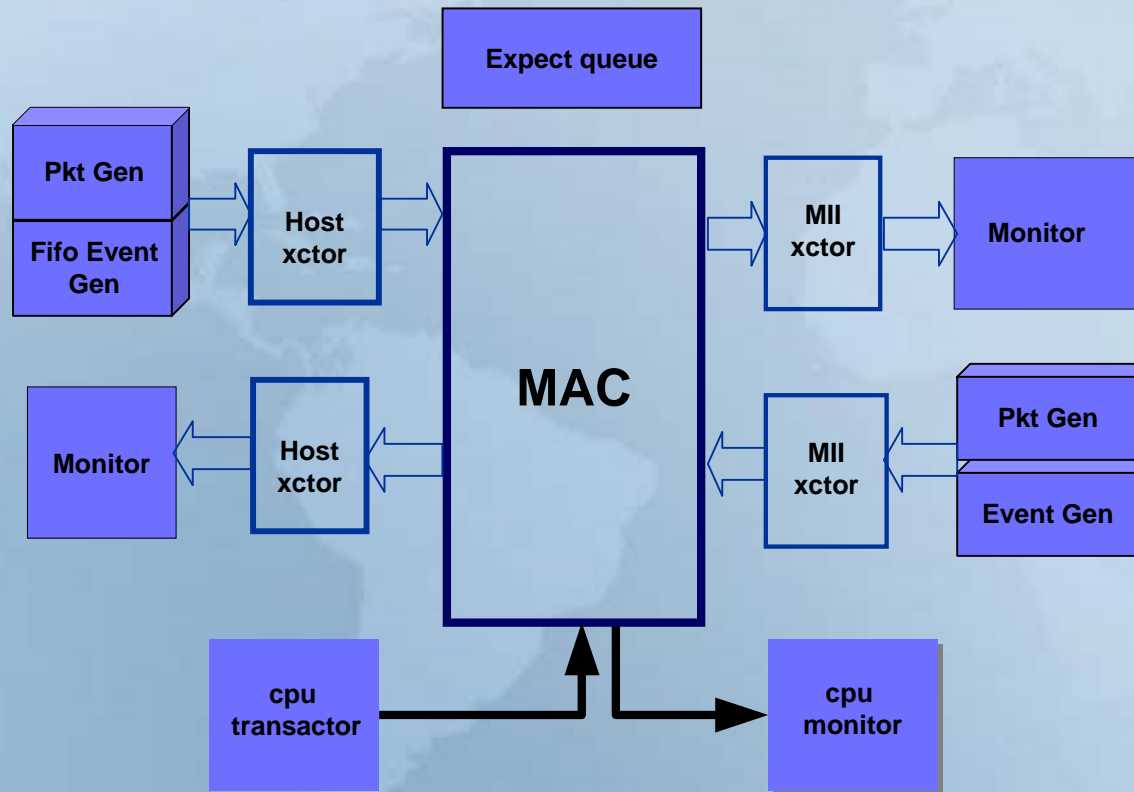 Expect queue
Pkt Gen
Fifo Event
Gen
Host
xctor
MAC
MII
xctor
Monitor
Monitor
Host
xctor
MII
xctor
Pkt Gen
Event Gen
cpu
transactor
cpu
monitor